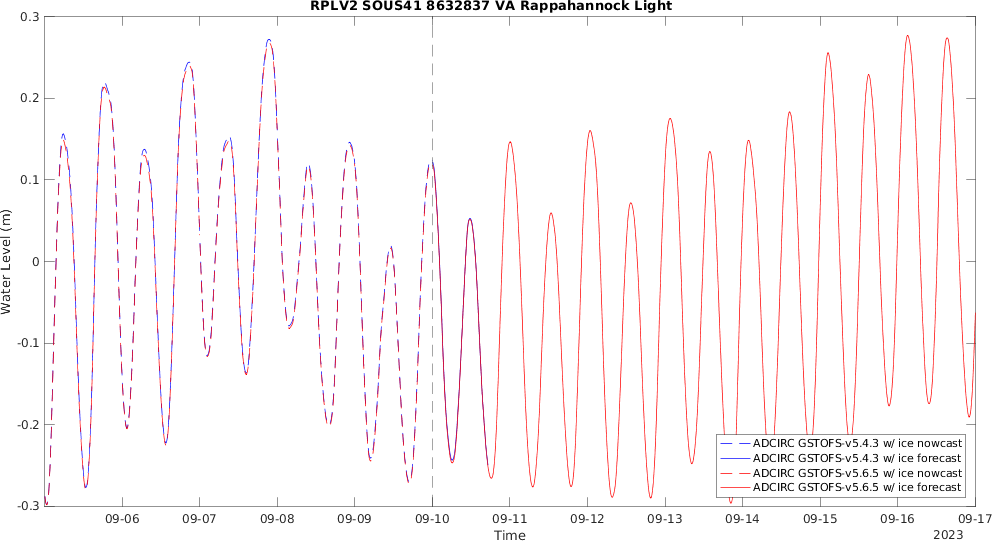 RPLV2 SOUS41 8632837 VA Rappahannock Light
0.3
0.2
0.1
0
-0.1
-0.2
-0.3
Water Level (m)
ADCIRC GSTOFS-v5.4.3 w/ ice nowcast
ADCIRC GSTOFS-v5.4.3 w/ ice forecast
ADCIRC GSTOFS-v5.6.5 w/ ice nowcast
ADCIRC GSTOFS-v5.6.5 w/ ice forecast
09-06 09-07 09-08 09-09 09-10 09-11 09-12 09-13 09-14 09-15 09-16 09-17
Time
2023